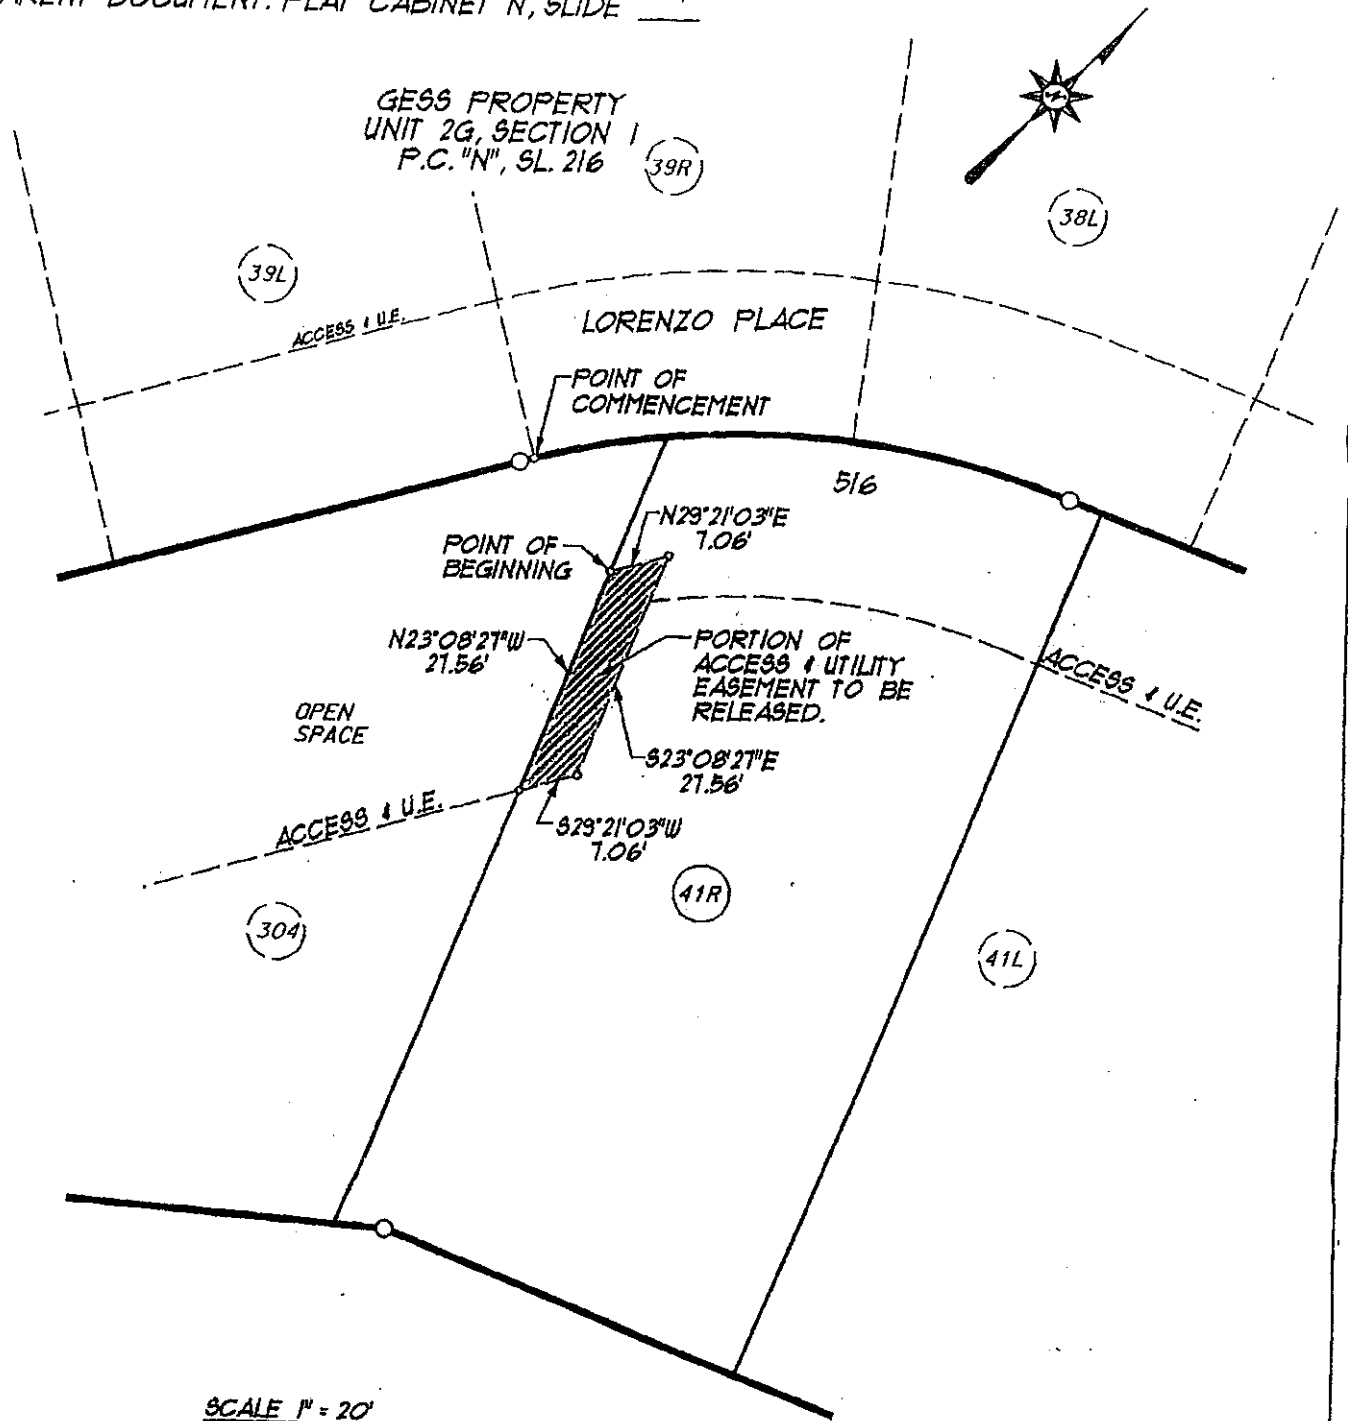 PARENT DOCUMENT: PLAT CABINET N, SLIDE
GESS PROPERTY
UNIT 2G, SECTION 1
P.C. "N", SL. 216
39R
38L
39L
ACCESS & U.E.
LORENZO PLACE
POINT OF
COMMENCEMENT
516
N29°21'03"E
7.06'
POINT OF
BEGINNING
N23°08'27"W
27.56'
PORTION OF
ACCESS & UTILITY
EASEMENT TO BE
RELEASED.
ACCESS & U.E.
OPEN
SPACE
S23°08'27"E
27.56'
ACCESS & U.E.
S29°21'03"W
7.06'
41R
304
41L
SCALE 1" = 20'